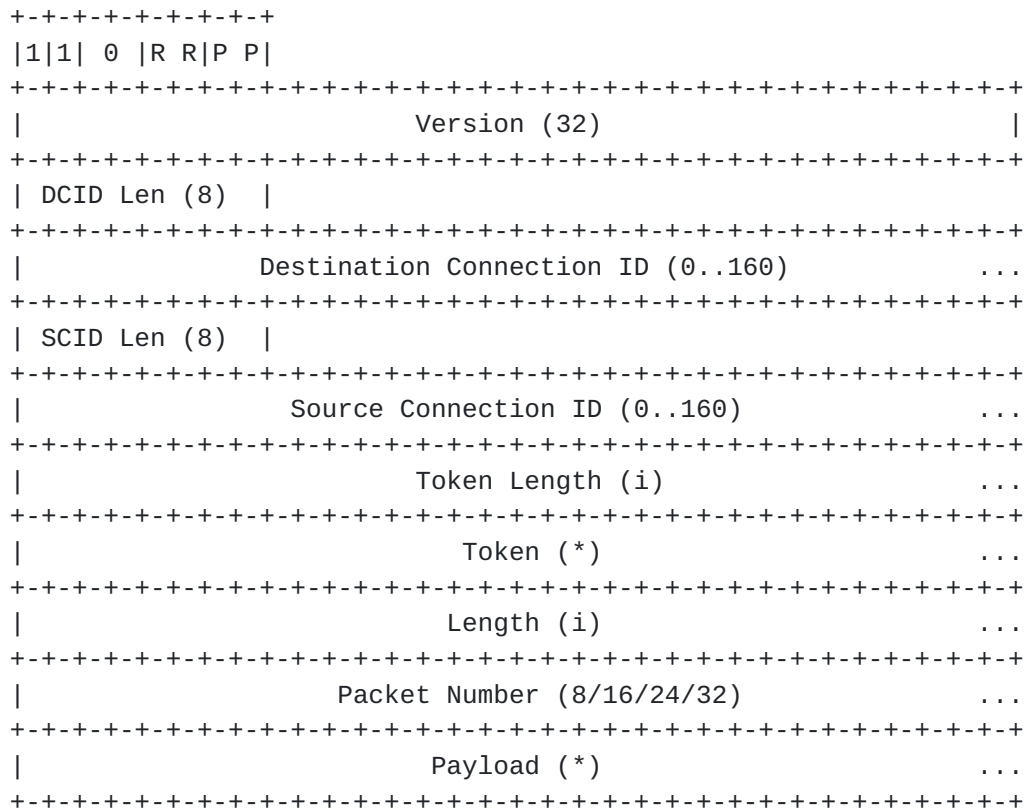 +-+-+-+-+-+-+-+-+
|1|1| 0 |R R|P P|
+-+-+-+-+-+-+-+-+-+-+-+-+-+-+-+-+-+-+-+-+-+-+-+-+-+-+-+-+-+-+-+-+
|                         Version (32)                          |
+-+-+-+-+-+-+-+-+-+-+-+-+-+-+-+-+-+-+-+-+-+-+-+-+-+-+-+-+-+-+-+-+
| DCID Len (8)  |
+-+-+-+-+-+-+-+-+-+-+-+-+-+-+-+-+-+-+-+-+-+-+-+-+-+-+-+-+-+-+-+-+
|               Destination Connection ID (0..160)            ...
+-+-+-+-+-+-+-+-+-+-+-+-+-+-+-+-+-+-+-+-+-+-+-+-+-+-+-+-+-+-+-+-+
| SCID Len (8)  |
+-+-+-+-+-+-+-+-+-+-+-+-+-+-+-+-+-+-+-+-+-+-+-+-+-+-+-+-+-+-+-+-+
|                 Source Connection ID (0..160)               ...
+-+-+-+-+-+-+-+-+-+-+-+-+-+-+-+-+-+-+-+-+-+-+-+-+-+-+-+-+-+-+-+-+
|                         Token Length (i)                    ...
+-+-+-+-+-+-+-+-+-+-+-+-+-+-+-+-+-+-+-+-+-+-+-+-+-+-+-+-+-+-+-+-+
|                            Token (*)                        ...
+-+-+-+-+-+-+-+-+-+-+-+-+-+-+-+-+-+-+-+-+-+-+-+-+-+-+-+-+-+-+-+-+
|                           Length (i)                        ...
+-+-+-+-+-+-+-+-+-+-+-+-+-+-+-+-+-+-+-+-+-+-+-+-+-+-+-+-+-+-+-+-+
|                    Packet Number (8/16/24/32)               ...
+-+-+-+-+-+-+-+-+-+-+-+-+-+-+-+-+-+-+-+-+-+-+-+-+-+-+-+-+-+-+-+-+
|                          Payload (*)                        ...
+-+-+-+-+-+-+-+-+-+-+-+-+-+-+-+-+-+-+-+-+-+-+-+-+-+-+-+-+-+-+-+-+